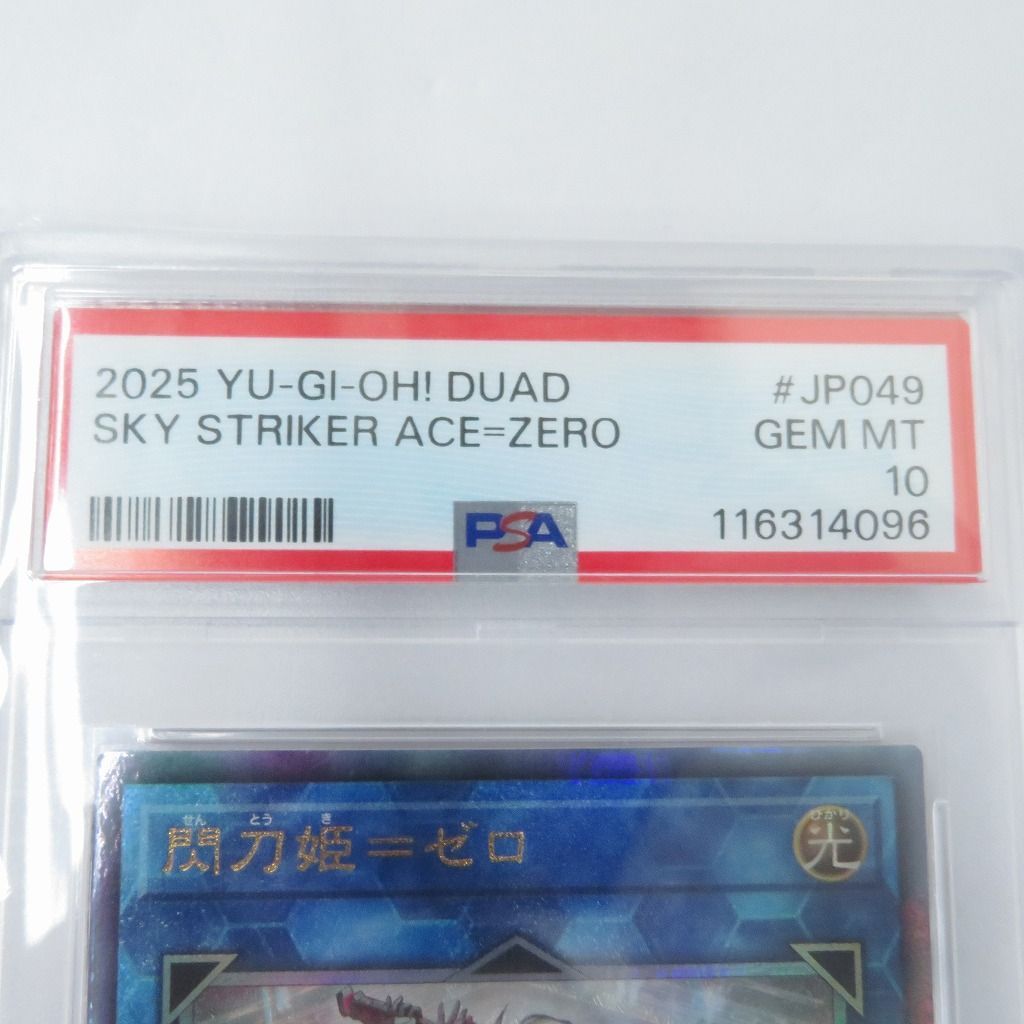 2025 YU-GI-OH! DUAD
SKY STRIKER ACE=ZERO
#JP049
GEM MT
10
116314096
PSA
せん とう き
閃刀姫=ゼロ
ひかり
光